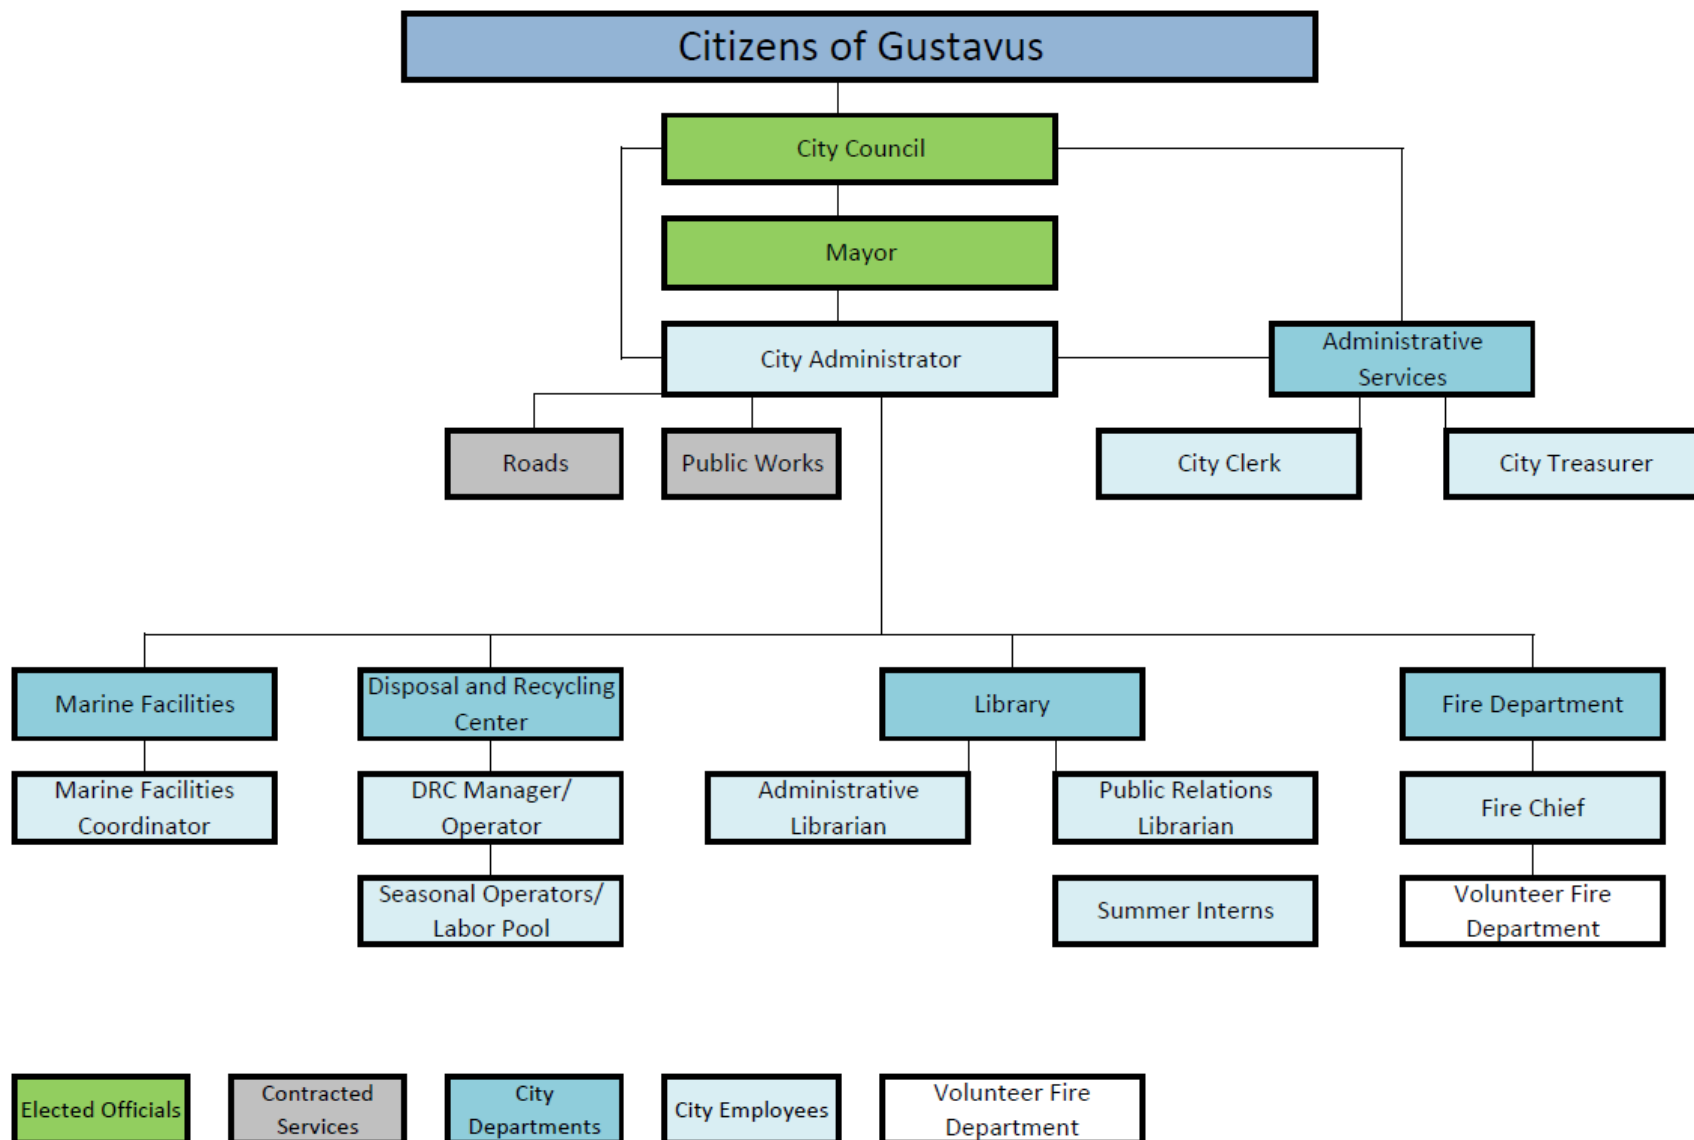 Citizens of Gustavus
City Council
Mayor
City Administrator
Administrative
Services
Roads
Public Works
City Clerk
City Treasurer
Marine Facilities
Disposal and Recycling
Center
Library
Fire Department
Marine Facilities
Coordinator
DRC Manager/
Operator
Administrative
Librarian
Public Relations
Librarian
Fire Chief
Seasonal Operators/
Labor Pool
Summer Interns
Volunteer Fire
Department
Elected Officials
Contracted
Services
City
Departments
City Employees
Volunteer Fire
Department